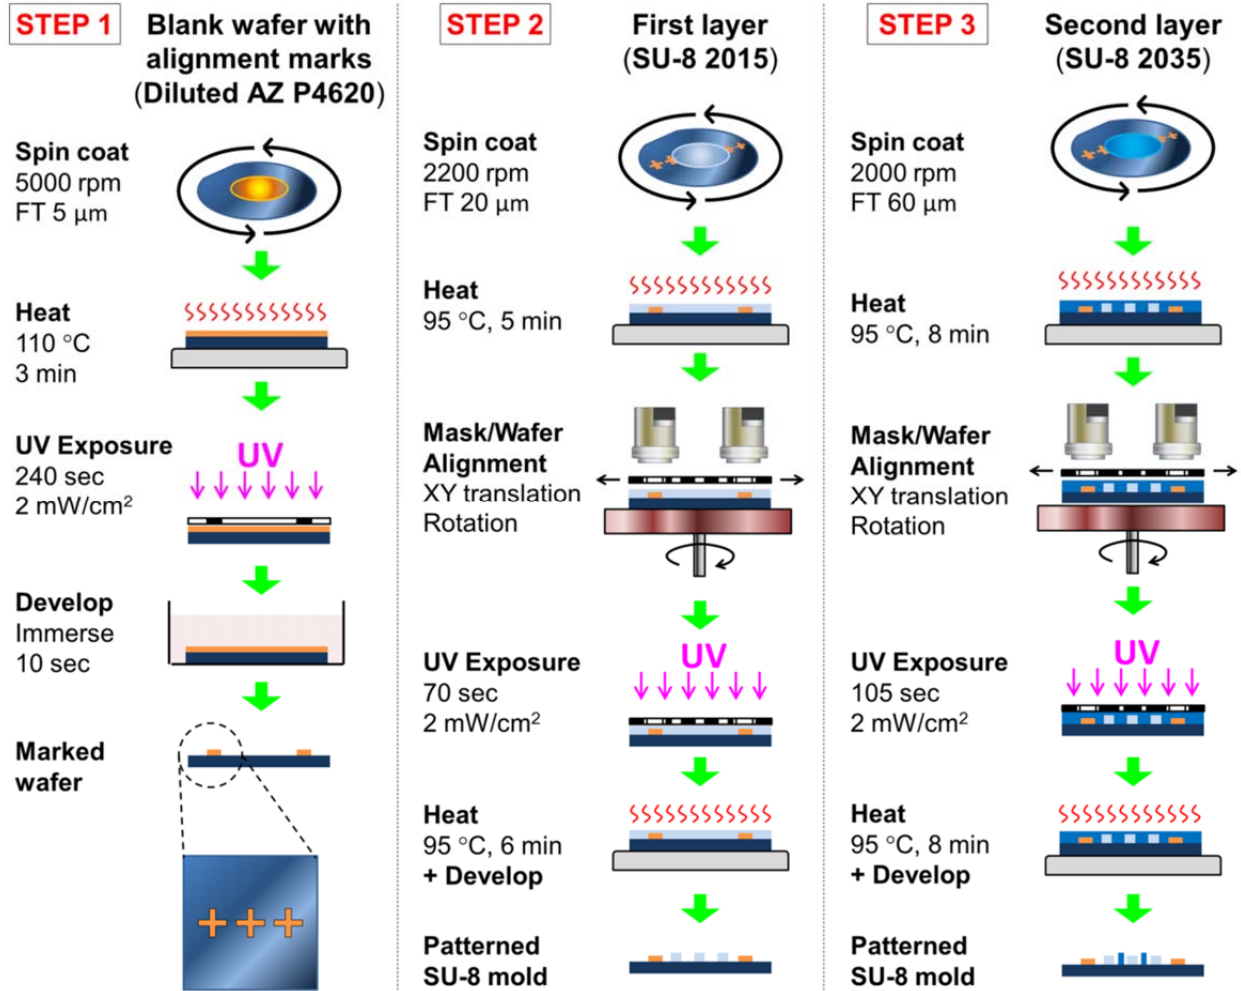 STEP 1
Blank wafer with
alignment marks
(Diluted AZ P4620)
Spin coat
5000 rpm
FT 5 μm
Heat
110 °C
3 min
UV Exposure
240 sec
2 mW/cm²
UV
Develop
Immerse
10 sec
Marked
wafer
STEP 2
First layer
(SU-8 2015)
Spin coat
2200 rpm
FT 20 μm
Heat
95 °C, 5 min
Mask/Wafer
Alignment
XY translation
Rotation
UV Exposure
70 sec
2 mW/cm²
UV
Heat
95 °C, 6 min
+ Develop
Patterned
SU-8 mold
STEP 3
Second layer
(SU-8 2035)
Spin coat
2000 rpm
FT 60 μm
Heat
95 °C, 8 min
Mask/Wafer
Alignment
XY translation
Rotation
UV Exposure
105 sec
2 mW/cm²
UV
Heat
95 °C, 8 min
+ Develop
Patterned
SU-8 mold